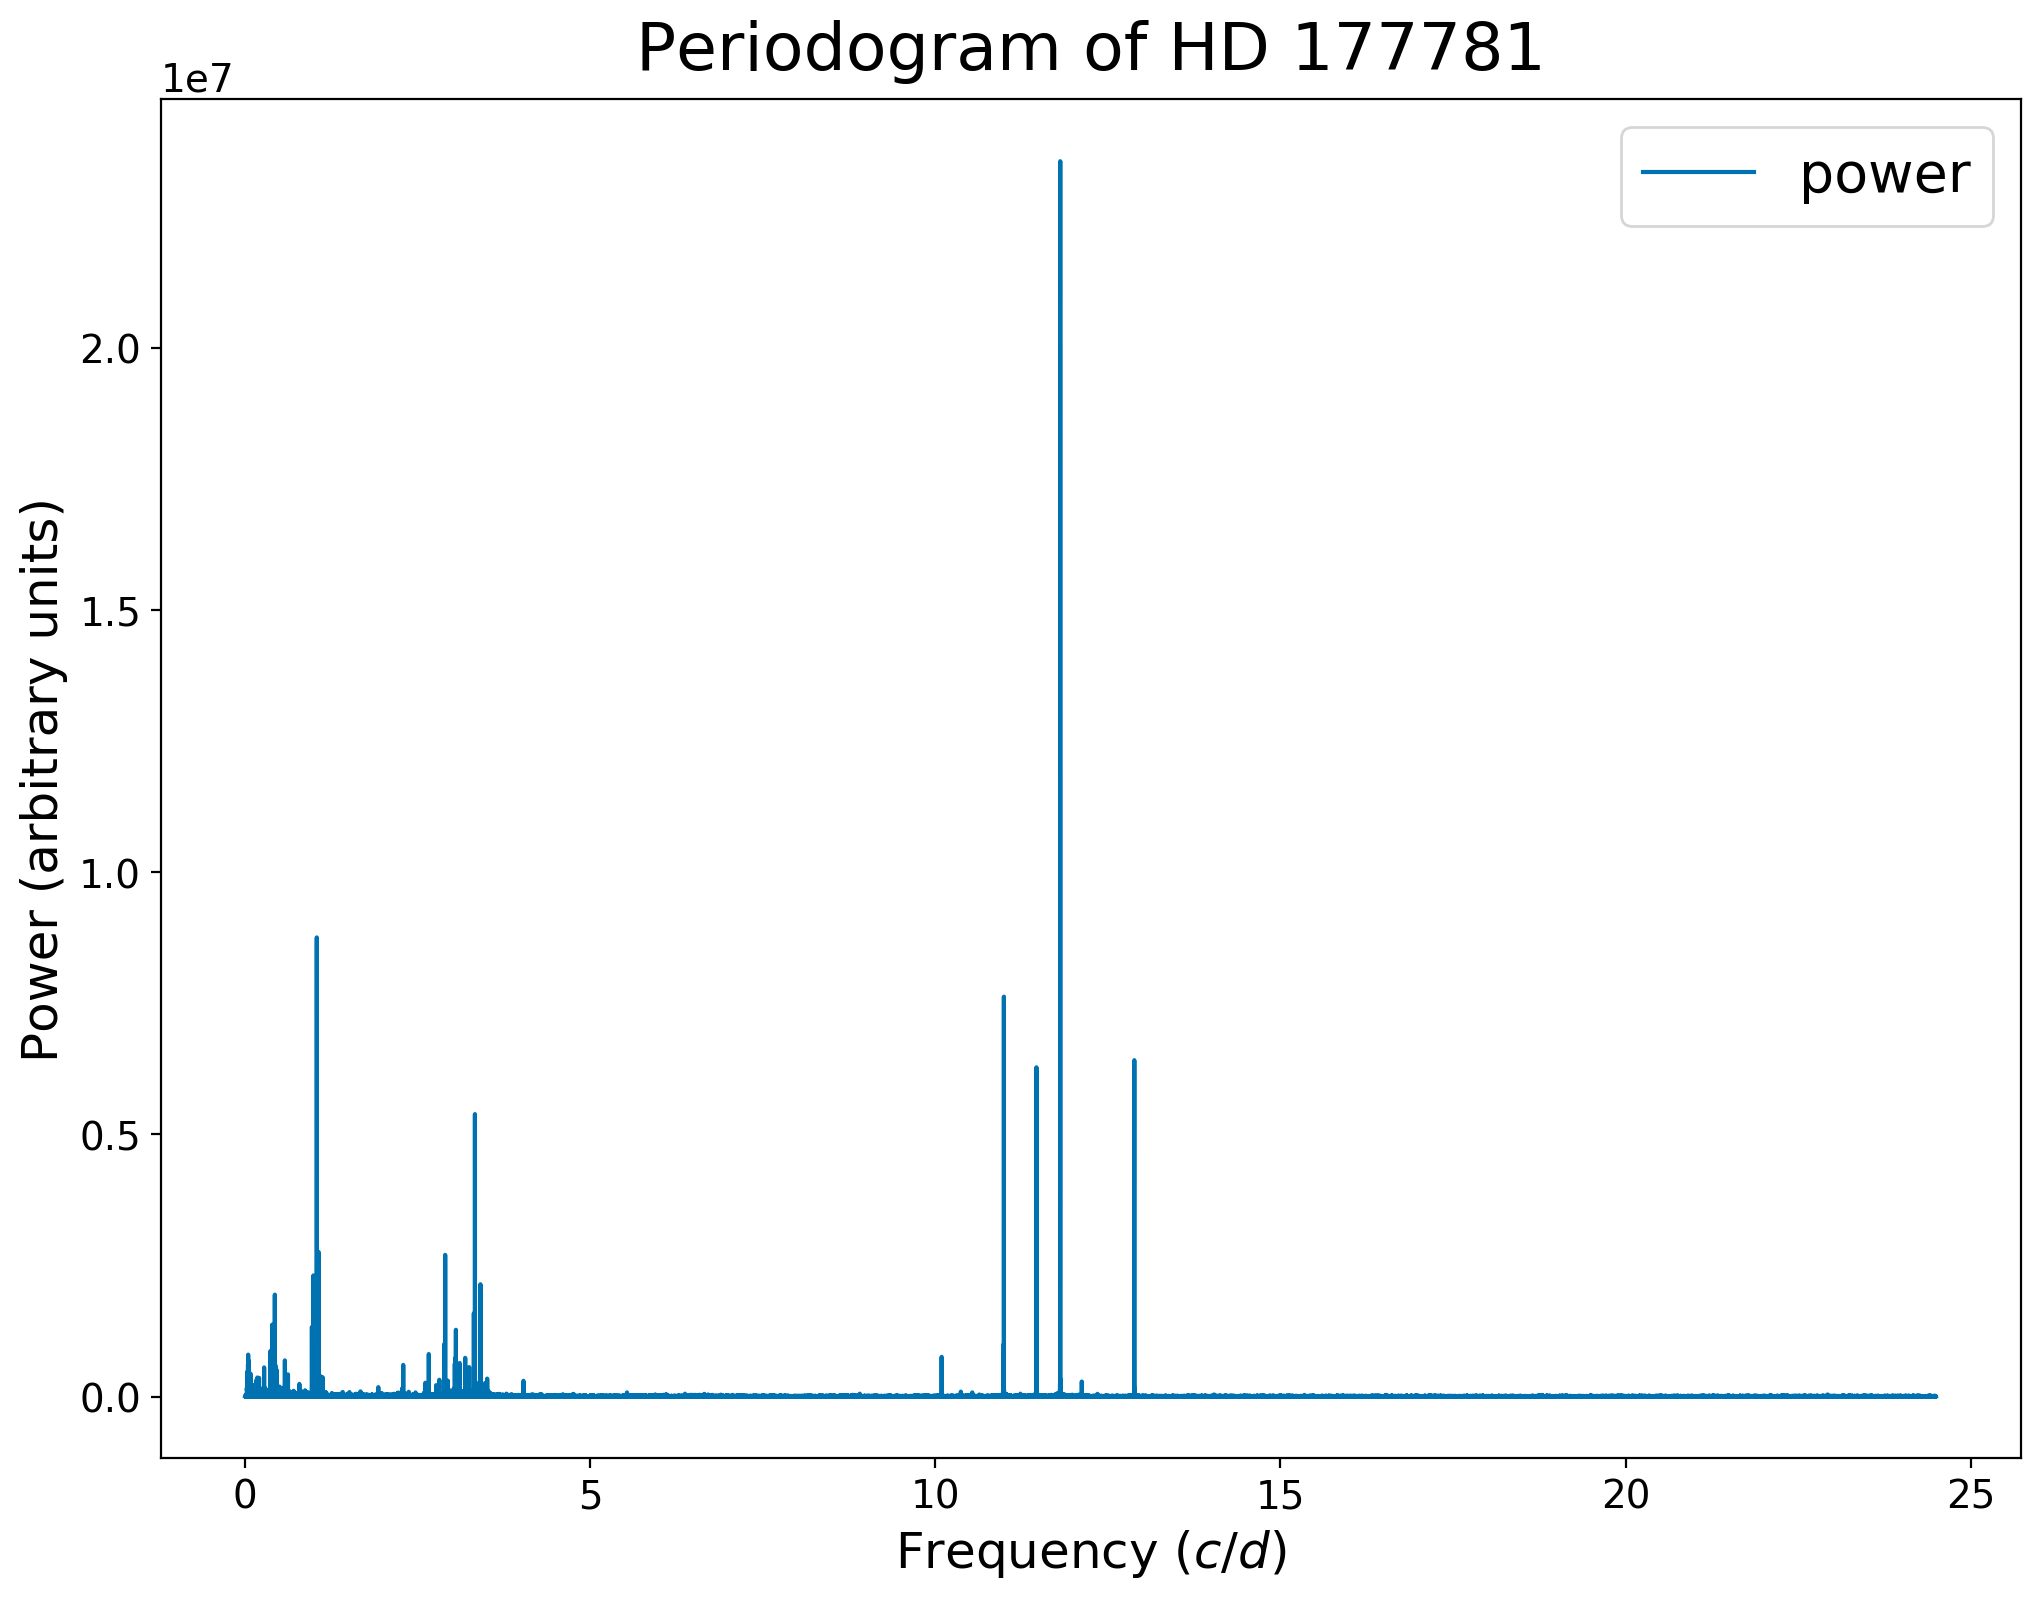 Periodogram of HD 177781
1e7
power
2.0
1.5
1.0
0.5
0.0
Power (arbitrary units)
0 5 10 15 20 25
Frequency (c/d)